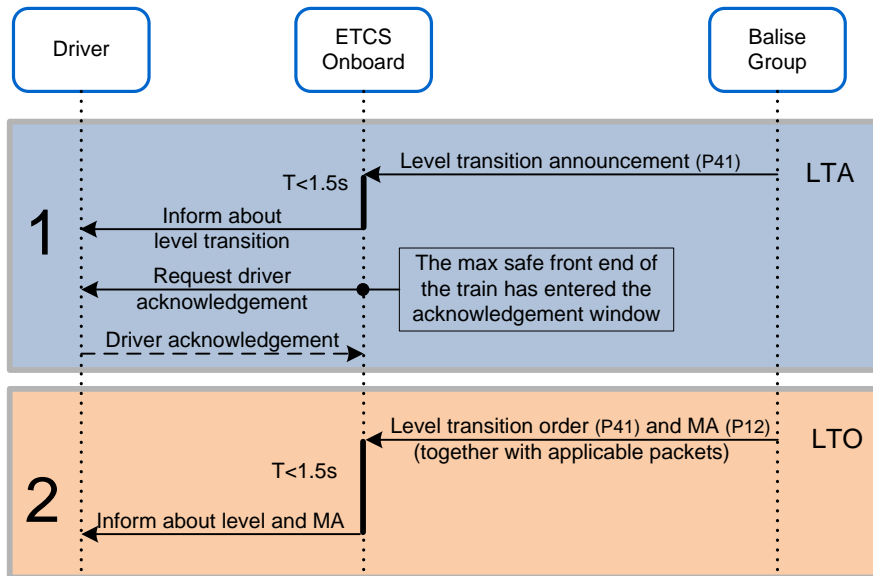 Driver
ETCS
Onboard
Balise
Group
1
LTA
Level transition announcement (P41)
T<1.5s
Inform about
level transition
Request driver
acknowledgement
The max safe front end of
the train has entered the
acknowledgement window
Driver acknowledgement
2
LTO
Level transition order (P41) and MA (P12)
(together with applicable packets)
T<1.5s
Inform about level and MA